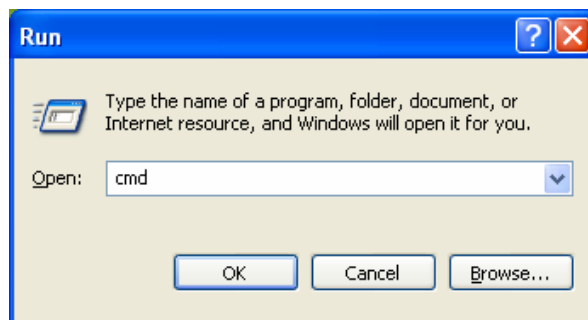 Run
Type the name of a program, folder, document, or
Internet resource, and Windows will open it for you.
Open: cmd
OK Cancel Browse...